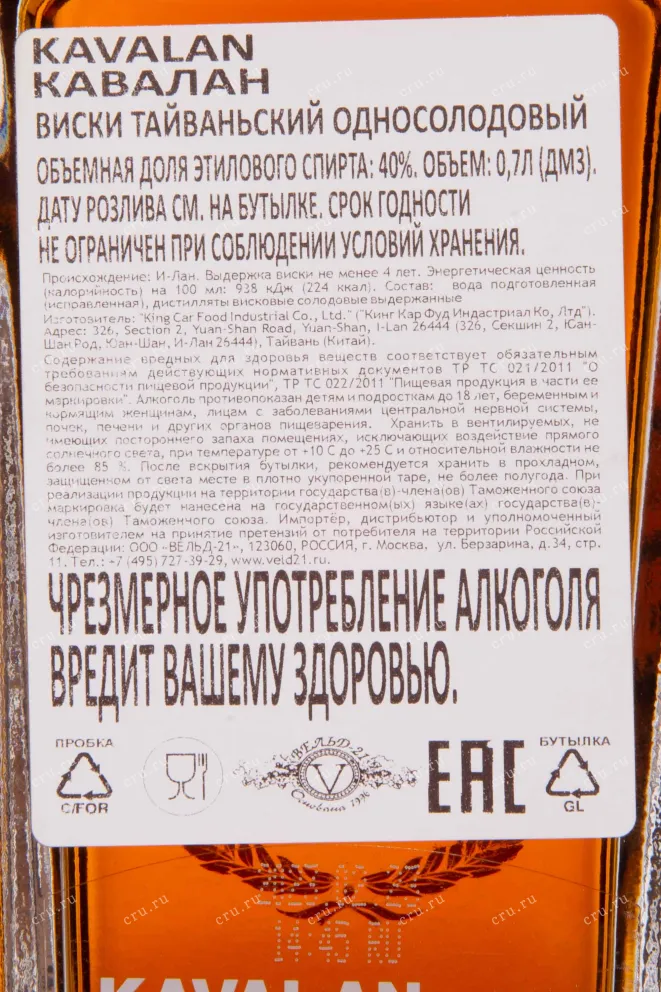 KAVALAN
КАВАЛАН
ВИСКИ ТАЙВАНЬСКИЙ ОДНОСОЛОДОВЫЙ
ОБЪЕМНАЯ ДОЛЯ ЭТИЛОВОГО СПИРТА: 40%. ОБЪЕМ: 0,7Л (ДМ3).
ДАТУ РОЗЛИВА СМ. НА БУТЫЛКЕ. СРОК ГОДНОСТИ
НЕ ОГРАНИЧЕН ПРИ СОБЛЮДЕНИИ УСЛОВИЙ ХРАНЕНИЯ.
Происхождение: И-Лан. Выдержка виски не менее 4 лет. Энергетическая ценность
(калорийность) на 100 мл: 938 кДж (224 ккал). Состав: вода подготовленная
(исправленная), дистилляты висковые солодовые выдержанные
Изготовитель: "King Car Food Industrial Co., Ltd." ("Кинг Кар Фуд Индастриал Ко, Лтд").
Адрес: 326, Section 2, Yuan-Shan Road, Yuan-Shan, I-Lan 26444 (326, Секшин 2, Юан-
Шан Род, Юан-Шан, И-Лан 26444), Тайвань (Китай).
Содержание вредных для здоровья веществ соответствует обязательным
требованиям действующих нормативных документов ТР ТС 021/2011 "О
безопасности пищевой продукции", ТР ТС 022/2011 "Пищевая продукция в части ее
маркировки". Алкоголь противопоказан детям и подросткам до 18 лет, беременным и
кормящим женщинам, лицам с заболеваниями центральной нервной системы,
почек, печени и других органов пищеварения. Хранить в вентилируемых, не
имеющих постороннего запаха помещениях, исключающих воздействие прямого
солнечного света, при температуре от +10 С до +25 С и относительной влажности не
более 85 %. После вскрытия бутылки, рекомендуется хранить в прохладном,
защищенном от света месте в плотно укупоренной таре, не более полугода. При
реализации продукции на территории государства(в)-члена(ов) Таможенного союза
маркировка будет нанесена на государственном(ых) языке(ах) государства(в)-
члена(ов) Таможенного союза. Импортёр, дистрибьютор и уполномоченный
изготовителем на принятие претензий от потребителя на территории Российской
Федерации: ООО «ВЕЛЬД-21», 123060, РОССИЯ, г. Москва, ул. Берзарина, д.34, стр.
11. Тел.: +7 (495) 727-39-29, www.veld21.ru.
ЧРЕЗМЕРНОЕ УПОТРЕБЛЕНИЕ АЛКОГОЛЯ
ВРЕДИТ ВАШЕМУ ЗДОРОВЬЮ.
ПРОБКА
C/FOR
ВЕЛЬД-21
V
Основана 1996
EAC
БУТЫЛКА
GL
14:45 RU
KAVALAN
cru.ru